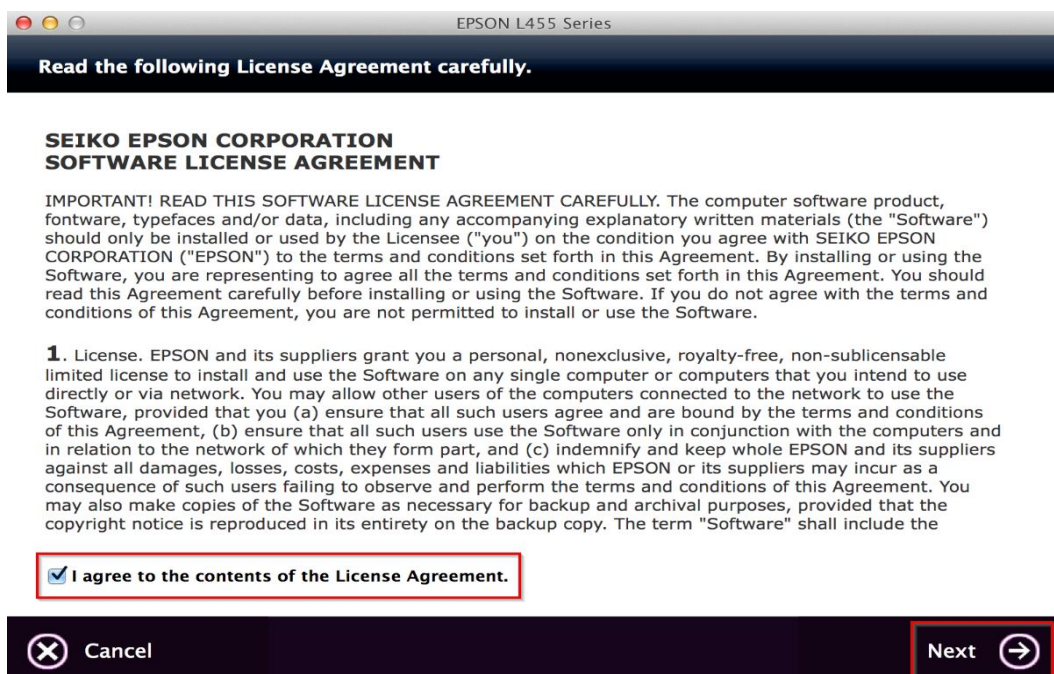 EPSON L455 Series
Read the following License Agreement carefully.
SEIKO EPSON CORPORATION
SOFTWARE LICENSE AGREEMENT
IMPORTANT! READ THIS SOFTWARE LICENSE AGREEMENT CAREFULLY. The computer software product,
fontware, typefaces and/or data, including any accompanying explanatory written materials (the "Software")
should only be installed or used by the Licensee ("you") on the condition you agree with SEIKO EPSON
CORPORATION ("EPSON") to the terms and conditions set forth in this Agreement. By installing or using the
Software, you are representing to agree all the terms and conditions set forth in this Agreement. You should
read this Agreement carefully before installing or using the Software. If you do not agree with the terms and
conditions of this Agreement, you are not permitted to install or use the Software.
1. License. EPSON and its suppliers grant you a personal, nonexclusive, royalty-free, non-sublicensable
limited license to install and use the Software on any single computer or computers that you intend to use
directly or via network. You may allow other users of the computers connected to the network to use the
Software, provided that you (a) ensure that all such users agree and are bound by the terms and conditions
of this Agreement, (b) ensure that all such users use the Software only in conjunction with the computers and
in relation to the network of which they form part, and (c) indemnify and keep whole EPSON and its suppliers
against all damages, losses, costs, expenses and liabilities which EPSON or its suppliers may incur as a
consequence of such users failing to observe and perform the terms and conditions of this Agreement. You
may also make copies of the Software as necessary for backup and archival purposes, provided that the
copyright notice is reproduced in its entirety on the backup copy. The term "Software" shall include the
I agree to the contents of the License Agreement.
Cancel
Next